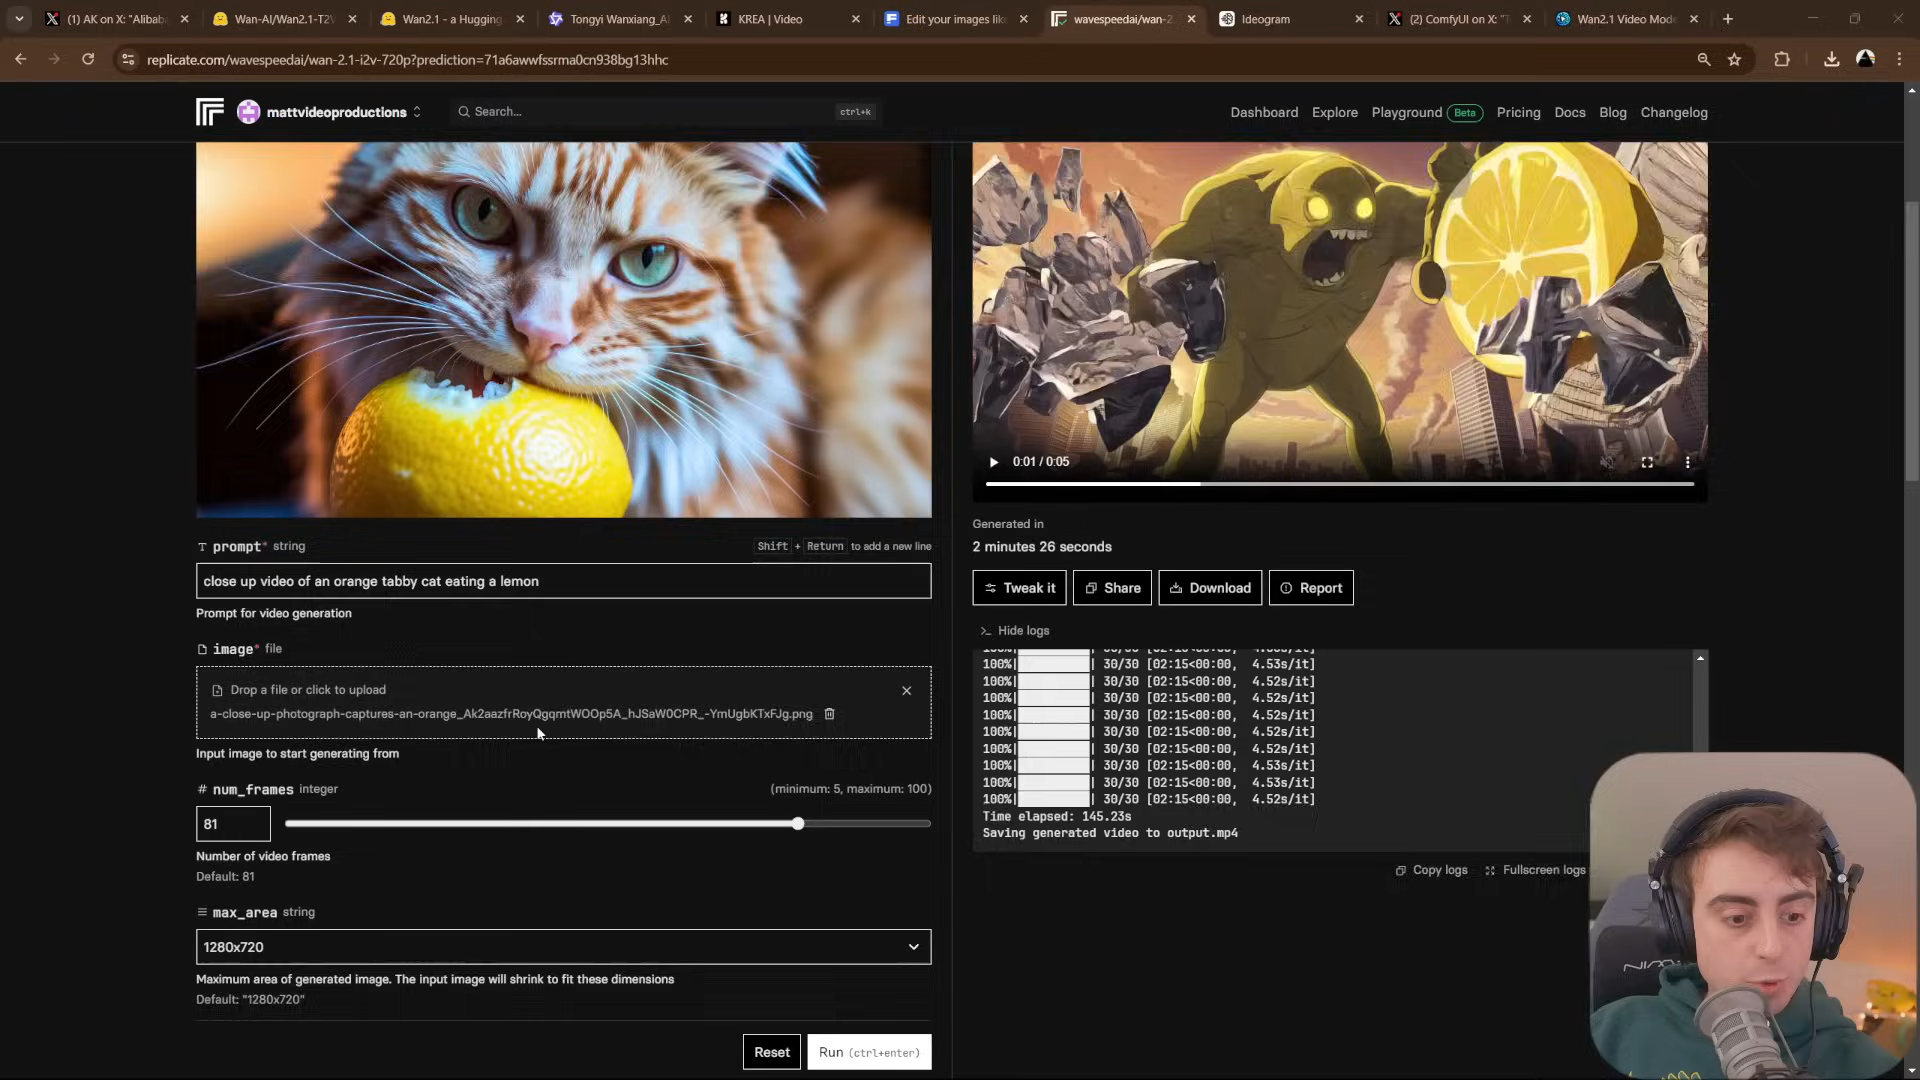 (1) AK on X: "Alibab
Wan-AI/Wan2.1-T2V
Wan2.1 - a Hugging
Tongyi Wanxiang_Ai
KREA | Video
Edit your images lik
wavespeedai/wan-2
Ideogram
(2) ComfyUI on X: "T
Wan2.1 Video Mode
replicate.com/wavespeedai/wan-2.1-i2v-720p?prediction=71a6awwfssrma0cn938bg13hhc
mattvideoproductions
Search...
ctrl+k
Dashboard
Explore
Playground Beta
Pricing
Docs
Blog
Changelog
0:01 / 0:05
prompt* string
Shift + Return to add a new line
close up video of an orange tabby cat eating a lemon
Prompt for video generation
image* file
Drop a file or click to upload
a-close-up-photograph-captures-an-orange_Ak2aazfrRoyQgqmtWOOp5A_hJSaW0CPR_-YmUgbKTxFJg.png
Input image to start generating from
# num_frames integer
(minimum: 5, maximum: 100)
81
Number of video frames
Default: 81
max_area string
1280x720
Maximum area of generated image. The input image will shrink to fit these dimensions
Default: "1280x720"
Reset
Run (ctrl+enter)
Generated in
2 minutes 26 seconds
Tweak it
Share
Download
Report
Hide logs
100%| | 30/30 [02:15<00:00, 4.53s/it]
100%| | 30/30 [02:15<00:00, 4.52s/it]
100%| | 30/30 [02:15<00:00, 4.52s/it]
100%| | 30/30 [02:15<00:00, 4.52s/it]
100%| | 30/30 [02:15<00:00, 4.52s/it]
100%| | 30/30 [02:15<00:00, 4.52s/it]
100%| | 30/30 [02:15<00:00, 4.53s/it]
100%| | 30/30 [02:15<00:00, 4.53s/it]
100%| | 30/30 [02:15<00:00, 4.52s/it]
Time elapsed: 145.23s
Saving generated video to output.mp4
Copy logs
Fullscreen logs